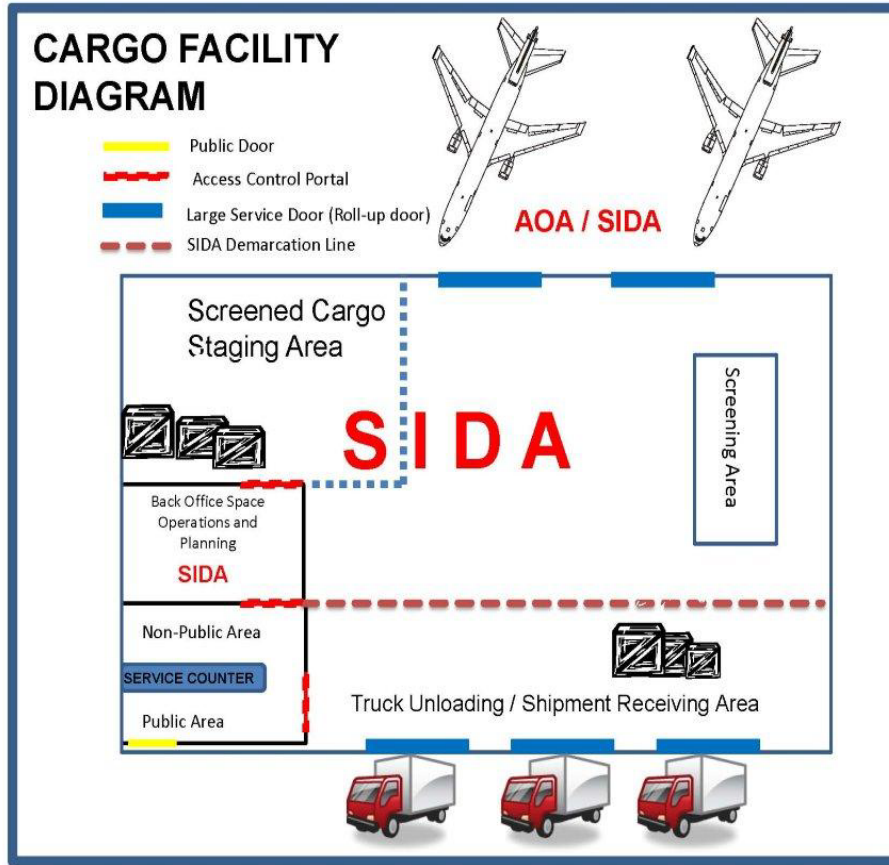 CARGO FACILITY
DIAGRAM
Public Door
Access Control Portal
Large Service Door (Roll-up door)
SIDA Demarcation Line
AOA / SIDA
Screened Cargo
Staging Area
SIDA
Screening Area
Back Office Space
Operations and
Planning
SIDA
Non-Public Area
SERVICE COUNTER
Public Area
Truck Unloading / Shipment Receiving Area